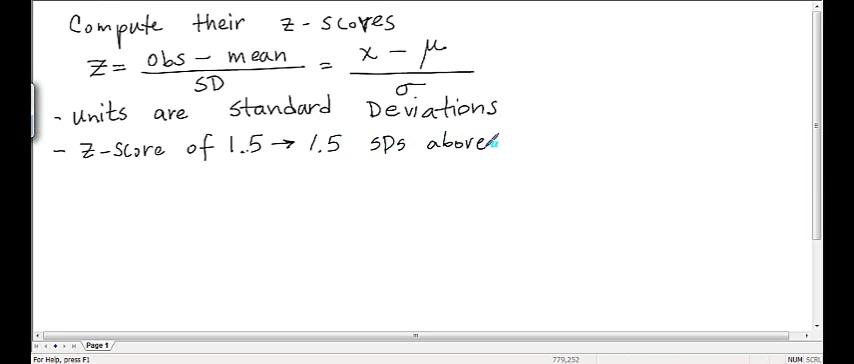 Compute their z-scores
Z = obs - mean / SD = x - μ / σ
- units are Standard Deviations
- Z-score of 1.5 → 1.5 SDs above
Page 1
For Help, press F1
779,252
NUM SCRL